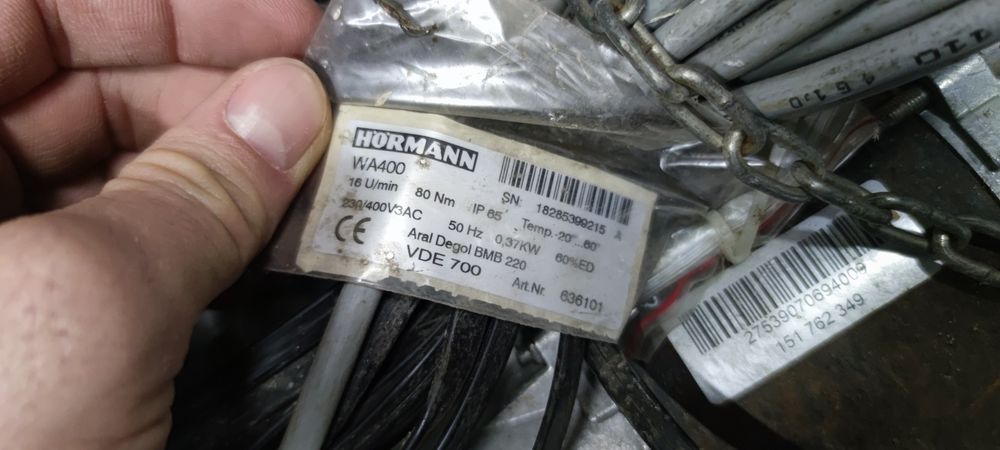 HÖRMANN
WA400
SN: 18285399215 A
16 U/min 80 Nm IP 65 Temp.-20°...60°
230/400V3AC 50 Hz 0,37KW 60%ED
CE Aral Degol BMB 220
VDE 700 Art.Nr. 636101
27539070694009
151 762 349